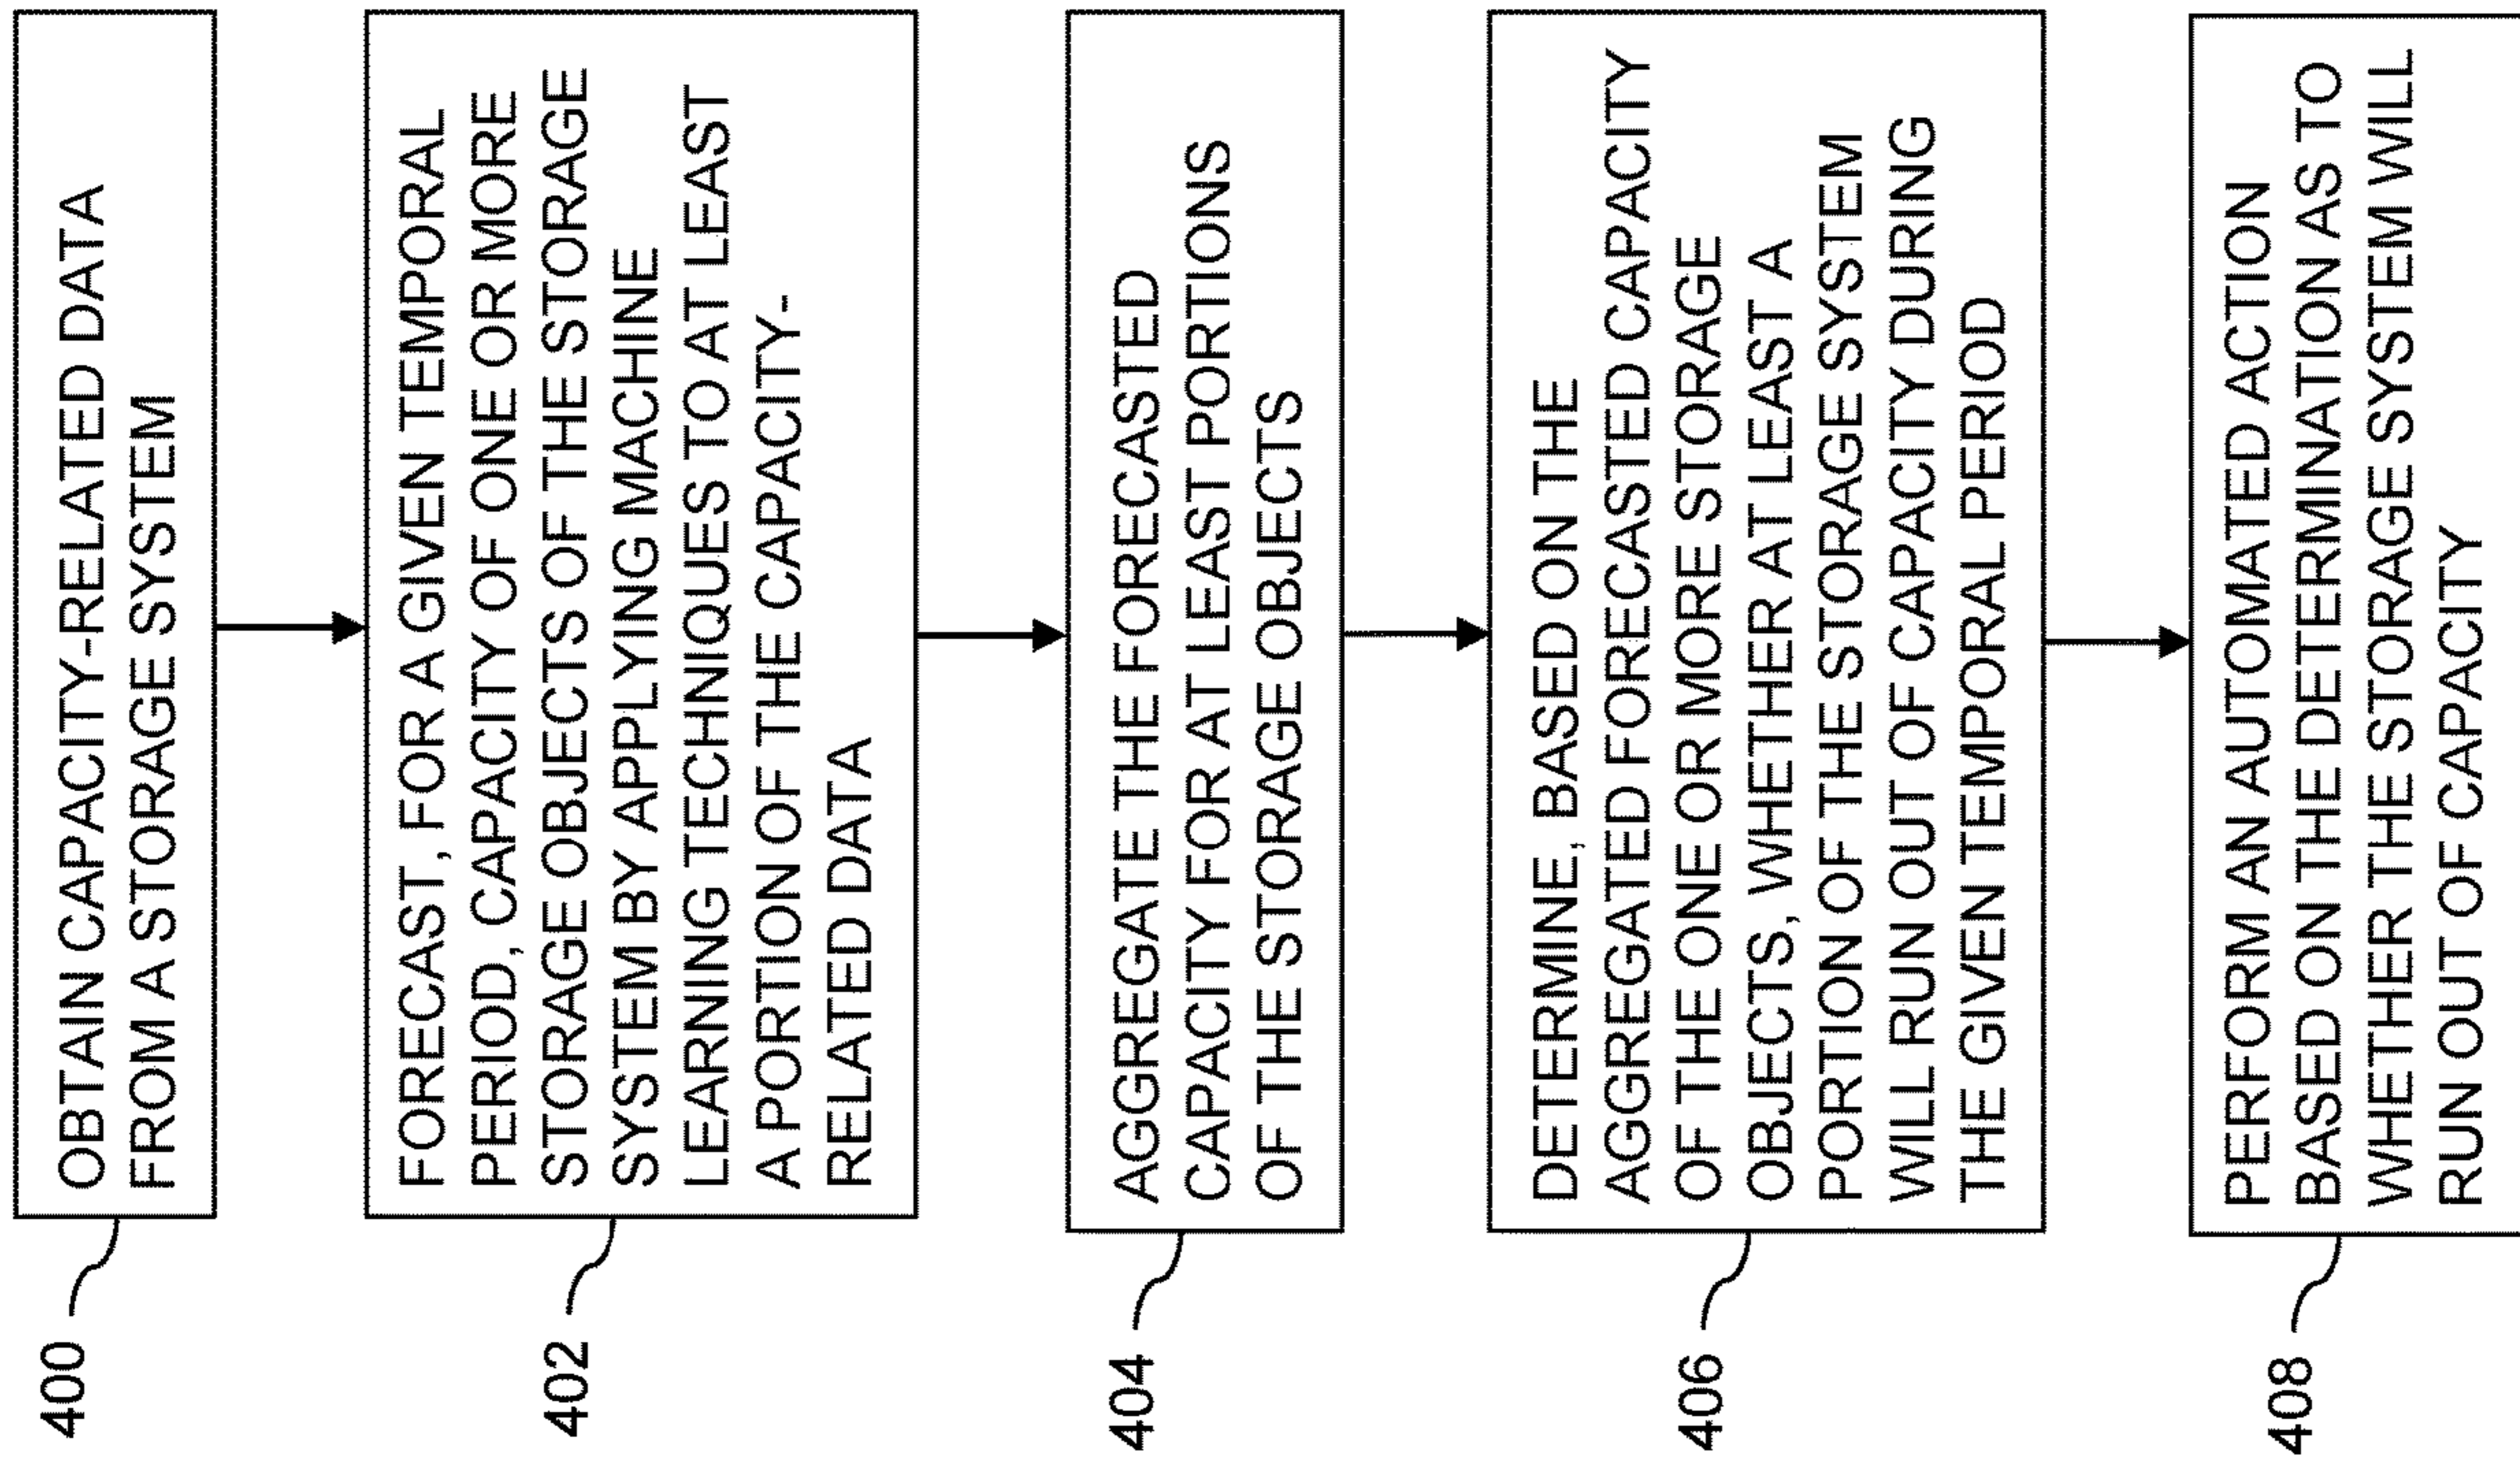 400
OBTAIN CAPACITY-RELATED DATA
FROM A STORAGE SYSTEM
402
FORECAST, FOR A GIVEN TEMPORAL
PERIOD, CAPACITY OF ONE OR MORE
STORAGE OBJECTS OF THE STORAGE
SYSTEM BY APPLYING MACHINE
LEARNING TECHNIQUES TO AT LEAST
A PORTION OF THE CAPACITY-
RELATED DATA
404
AGGREGATE THE FORECASTED
CAPACITY FOR AT LEAST PORTIONS
OF THE STORAGE OBJECTS
406
DETERMINE, BASED ON THE
AGGREGATED FORECASTED CAPACITY
OF THE ONE OR MORE STORAGE
OBJECTS, WHETHER AT LEAST A
PORTION OF THE STORAGE SYSTEM
WILL RUN OUT OF CAPACITY DURING
THE GIVEN TEMPORAL PERIOD
408
PERFORM AN AUTOMATED ACTION
BASED ON THE DETERMINATION AS TO
WHETHER THE STORAGE SYSTEM WILL
RUN OUT OF CAPACITY